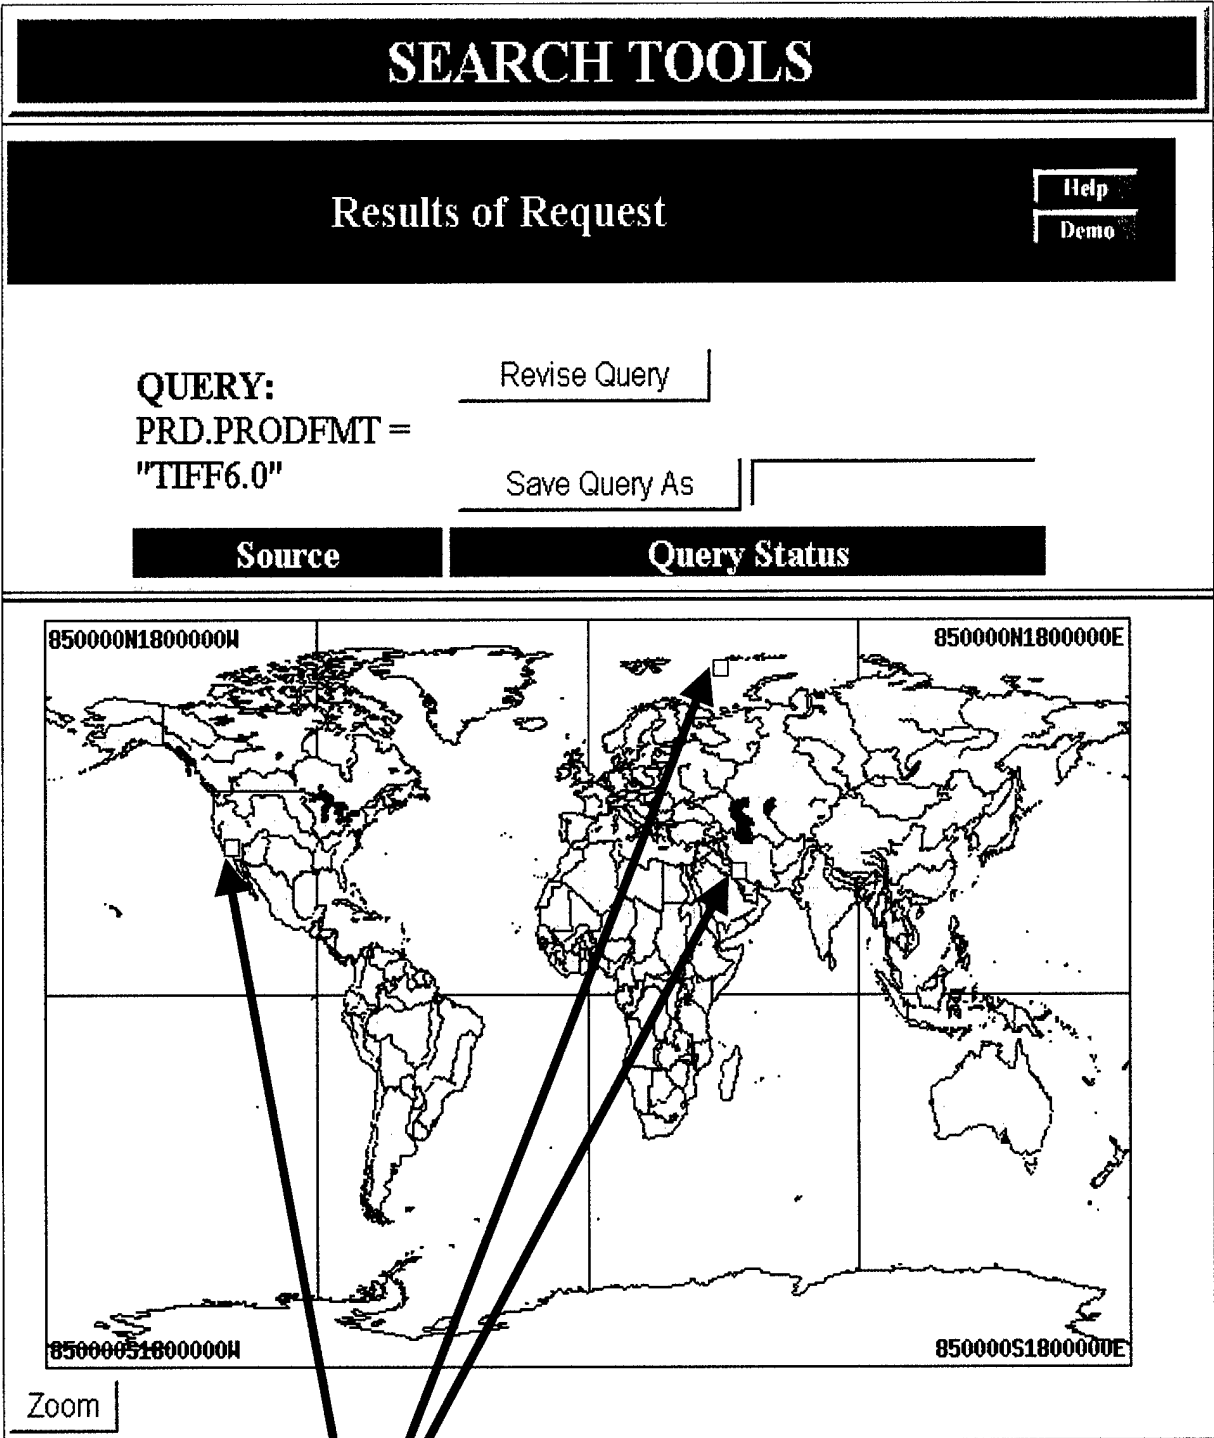 SEARCH TOOLS
Results of Request
Help
Demo
QUERY:
PRD.PRODFMT =
"TIFF6.0"
Revise Query
Save Query As
Source
Query Status
850000N1800000W
850000N1800000E
850000S1800000W
850000S1800000E
Zoom